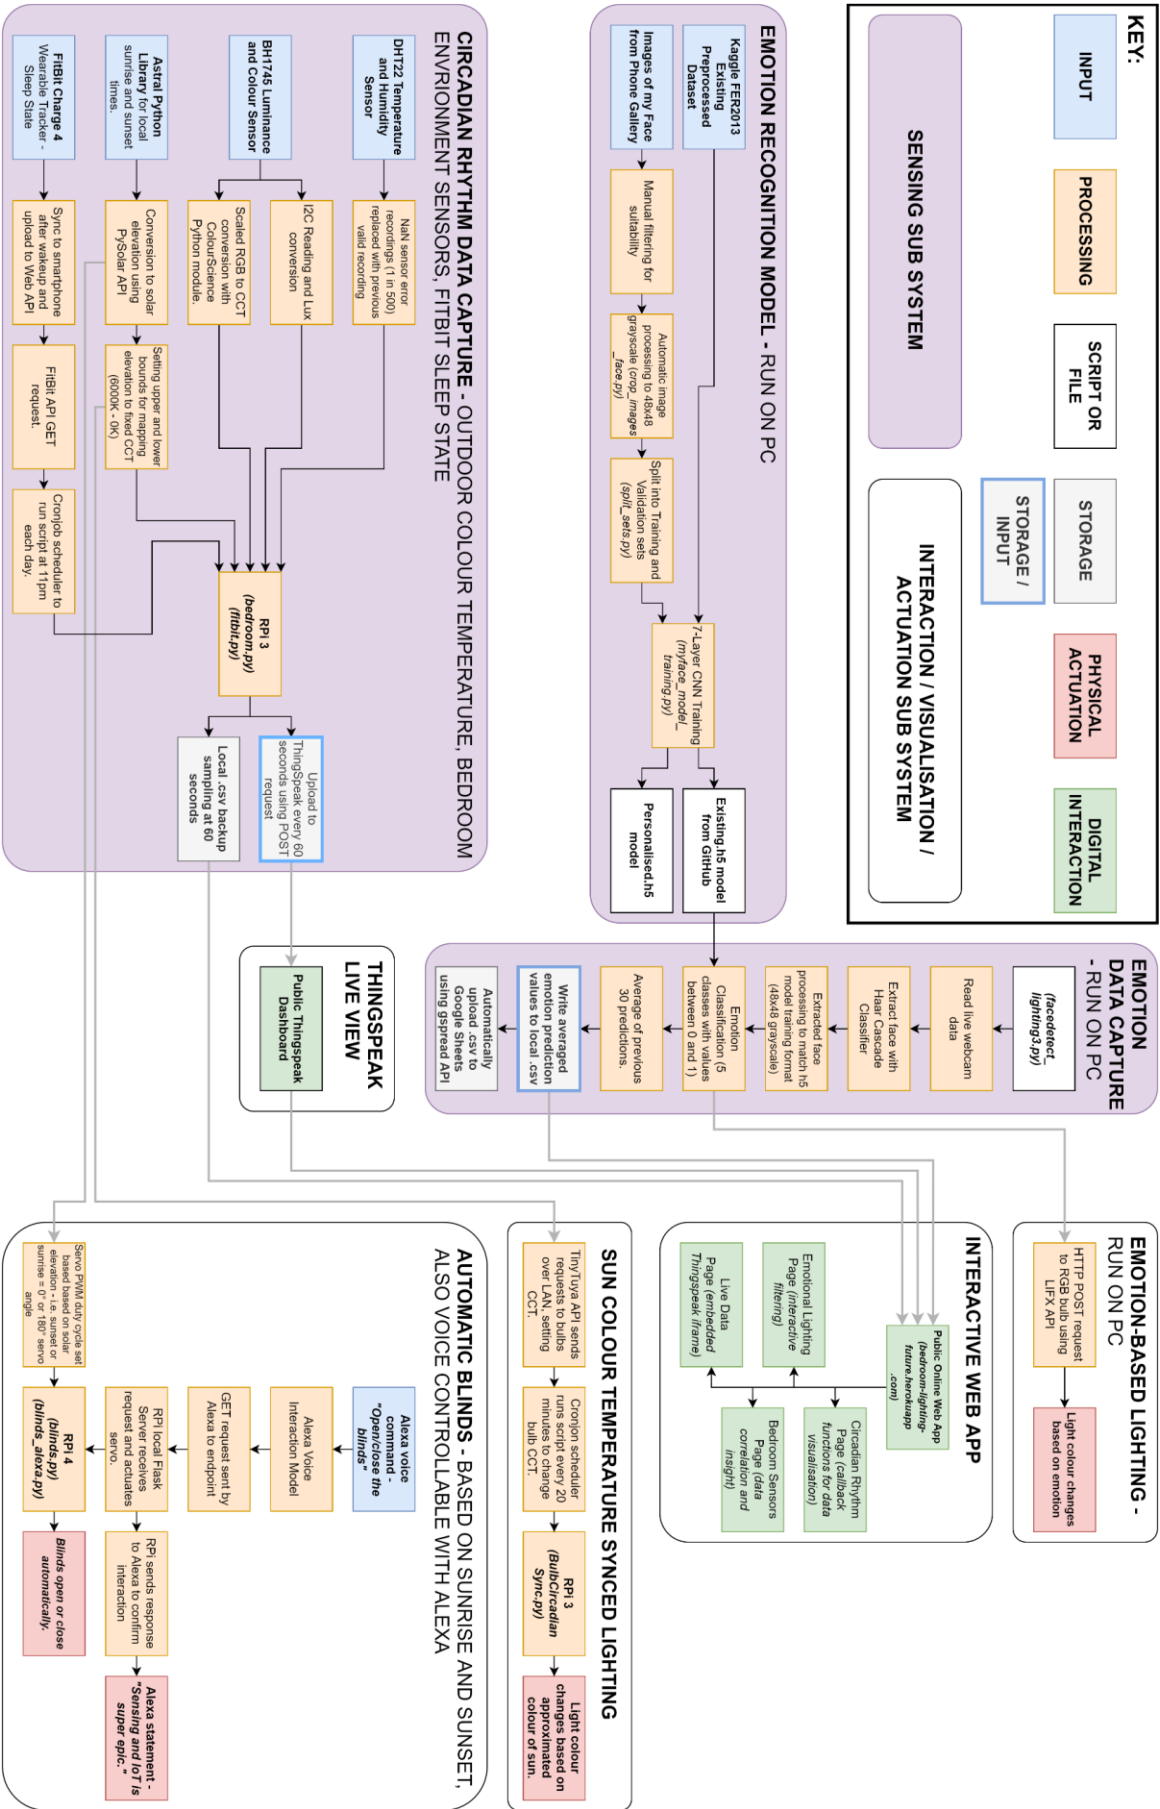 KEY:
INPUT
PROCESSING
SCRIPT OR
FILE
STORAGE
PHYSICAL
ACTUATION
DIGITAL
INTERACTION
STORAGE /
INPUT
SENSING SUB SYSTEM
INTERACTION / VISUALISATION /
ACTUATION SUB SYSTEM
EMOTION RECOGNITION MODEL - RUN ON PC
Kaggle FER2013
Existing
Preprocessed
Dataset
Images of my Face
from Phone Gallery
Manual filtering for
suitability
Automatic image
processing to 48x48
grayscale (crop_images
_face.py)
Split into Training and
Validation sets
(split_sets.py)
7-Layer CNN Training
(myface_model_
training.py)
Existing.h5 model
from GitHub
Personalised.h5
model
EMOTION
DATA CAPTURE
- RUN ON PC
(facedetect_
lighting3.py)
Read live webcam
data
Extract face with
Haar Cascade
Classifier
Extracted face
processing to match h5
model training format
(48x48 grayscale)
Emotion
Classification (5
classes with values
between 0 and 1)
Average of previous
30 predictions.
Write averaged
emotion prediction
values to local.csv
Automatically
upload .csv to
Google Sheets
using gspread API
EMOTION-BASED LIGHTING -
RUN ON PC
HTTP POST request
to RGB bulb using
LIFX API
Light colour changes
based on emotion
INTERACTIVE WEB APP
Public Online Web App
(bedroom-lighting-
future.herokuapp
.com)
Emotional Lighting
Page (interactive
filtering)
Live Data
Page (embedded
Thingspeak iframe)
Circadian Rhythm
Page (callback
functions for data
visualisation)
Bedroom Sensors
Page (data
correlation and
insight)
CIRCADIAN RHYTHM DATA CAPTURE - OUTDOOR COLOUR TEMPERATURE, BEDROOM
ENVRIONMENT SENSORS, FITBIT SLEEP STATE
DHT22 Temperature
and Humidity
Sensor
NaN sensor error
recordings (1 in 500)
replaced with previous
valid recording
BH1745 Luminance
and Colour Sensor
I2C Reading and Lux
conversion
Scaled RGB to CCT
conversion with
ColourScience
Python module.
Astral Python
Library for local
sunrise and sunset
times.
Conversion to solar
elevation using
PySolar API
Setting upper and lower
bounds for mapping
elevation to fixed CCT
(6000K - 0K)
FitBit Charge 4
Wearable Tracker -
Sleep State
Sync to smartphone
after wakeup and
upload to Web API
FitBit API GET
request.
Cronjob scheduler to
run script at 11pm
each day.
RPi 3
(bedroom.py)
(fitbit.py)
Upload to
ThingSpeak every 60
seconds using POST
request
Local .csv backup
sampling at 60
seconds
THINGSPEAK
LIVE VIEW
Public Thingspeak
Dashboard
SUN COLOUR TEMPERATURE SYNCED LIGHTING
TinyTuya API sends
requests to bulbs
over LAN, setting
CCT.
Cronjon scheduler
runs script every 20
minutes to change
bulb CCT.
RPi 3
(BulbCircadian
Sync.py)
Light colour
changes based on
approximated
colour of sun.
AUTOMATIC BLINDS - BASED ON SUNRISE AND SUNSET,
ALSO VOICE CONTROLLABLE WITH ALEXA
Alexa voice
command -
"Open/close the
blinds"
Alexa Voice
Interaction Model
GET request sent by
Alexa to endpoint
RPi local Flask
Server receives
request and actuates
servo.
RPi sends response
to Alexa to confirm
interaction
Alexa statement -
"Sensing and IoT is
super epic."
Servo PWM duty cycle set
based based on solar
elevation - i.e. sunset or
sunrise = 0° or 180° servo
angle
RPi 4
(blinds.py)
(blinds_alexa.py)
Blinds open or close
automatically.